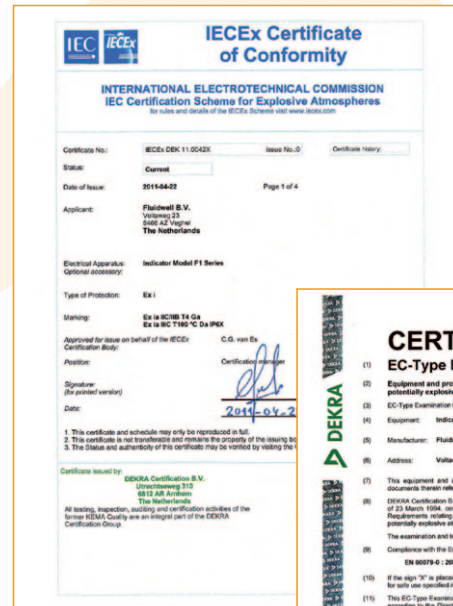 IEC IECEx
IECEx Certificate
of Conformity
INTERNATIONAL ELECTROTECHNICAL COMMISSION
IEC Certification Scheme for Explosive Atmospheres
for rules and details of the IECEx Scheme visit www.iecex.com
Certificate No.: IECEx DEK 11.0042X issue No.:0 Certificate history:
Status: Current
Date of Issue: 2011-04-22 Page 1 of 4
Applicant: Fluidwell B.V.
Voltaweg 23
5466 AZ Veghel
The Netherlands
Electrical Apparatus: Indicator Model F1 Series
Optional accessory:
Type of Protection: Ex i
Marking: Ex ia IIC/IIB T4 Ga
Ex ia IIIC T100 °C Da IP6X
Approved for issue on behalf of the IECEx C.G. van Es
Certification Body:
Position: Certification manager
Signature:
(for printed version)
Date: 2011-04-2
1. This certificate and schedule may only be reproduced in full.
2. This certificate is not transferable and remains the property of the issuing bo
3. The Status and authenticity of this certificate may be verified by visiting the
Certificate issued by:
DEKRA Certification B.V.
Utrechtseweg 310
6812 AR Arnhem
The Netherlands
All testing, inspection, auditing and certification activities of the
former KEMA Quality are an integral part of the DEKRA
Certification Group.
DEKRA
CERT
(1) EC-Type
(2) Equipment and pro
potentially explosiv
(3) EC-Type Examination
(4) Equipment: Indic
(5) Manufacturer: Fluid
(6) Address: Volta
(7) This equipment and
documents therein refe
(8) DEKRA Certification B
of 23 March 1994, cer
Requirements relating
potentially explosive at
The examination and te
(9) Compliance with the Es
EN 60079-0 : 20
(10) If the sign "X" is place
for safe use specified i
(11) This EC-Type Examina